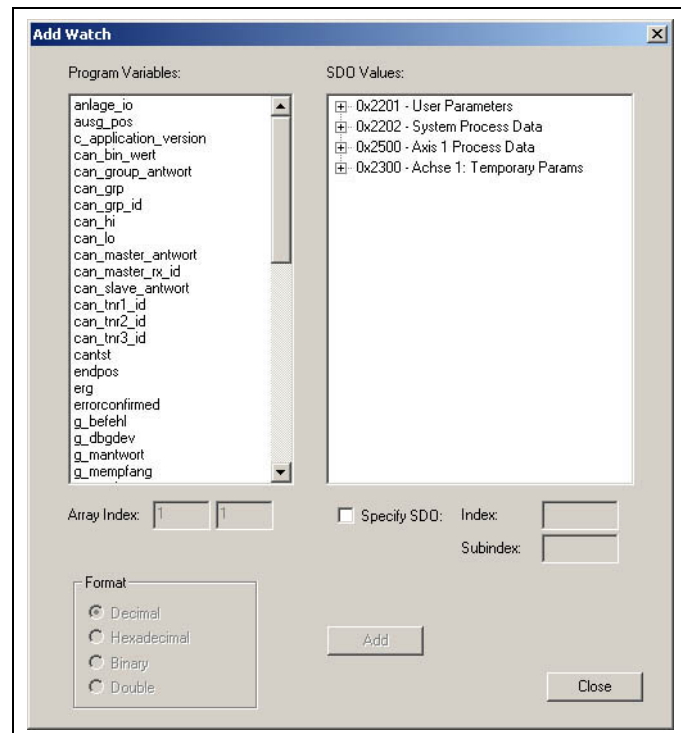 Add Watch
Program Variables:
SDO Values:
anlage_io
ausg_pos
c_application_version
can_bin_wert
can_group_antwort
can_grp
can_grp_id
can_hi
can_lo
can_master_antwort
can_master_rx_id
can_slave_antwort
can_tnr1_id
can_tnr2_id
can_tnr3_id
cantst
endpos
erg
errorconfirmed
g_befehl
g_dbgdev
g_mantwort
g_mempfang
0x2201 - User Parameters
0x2202 - System Process Data
0x2500 - Axis 1 Process Data
0x2300 - Achse 1: Temporary Params
Array Index: 1 1
Specify SDO: Index:
Subindex:
Format
Decimal
Hexadecimal
Binary
Double
Add
Close